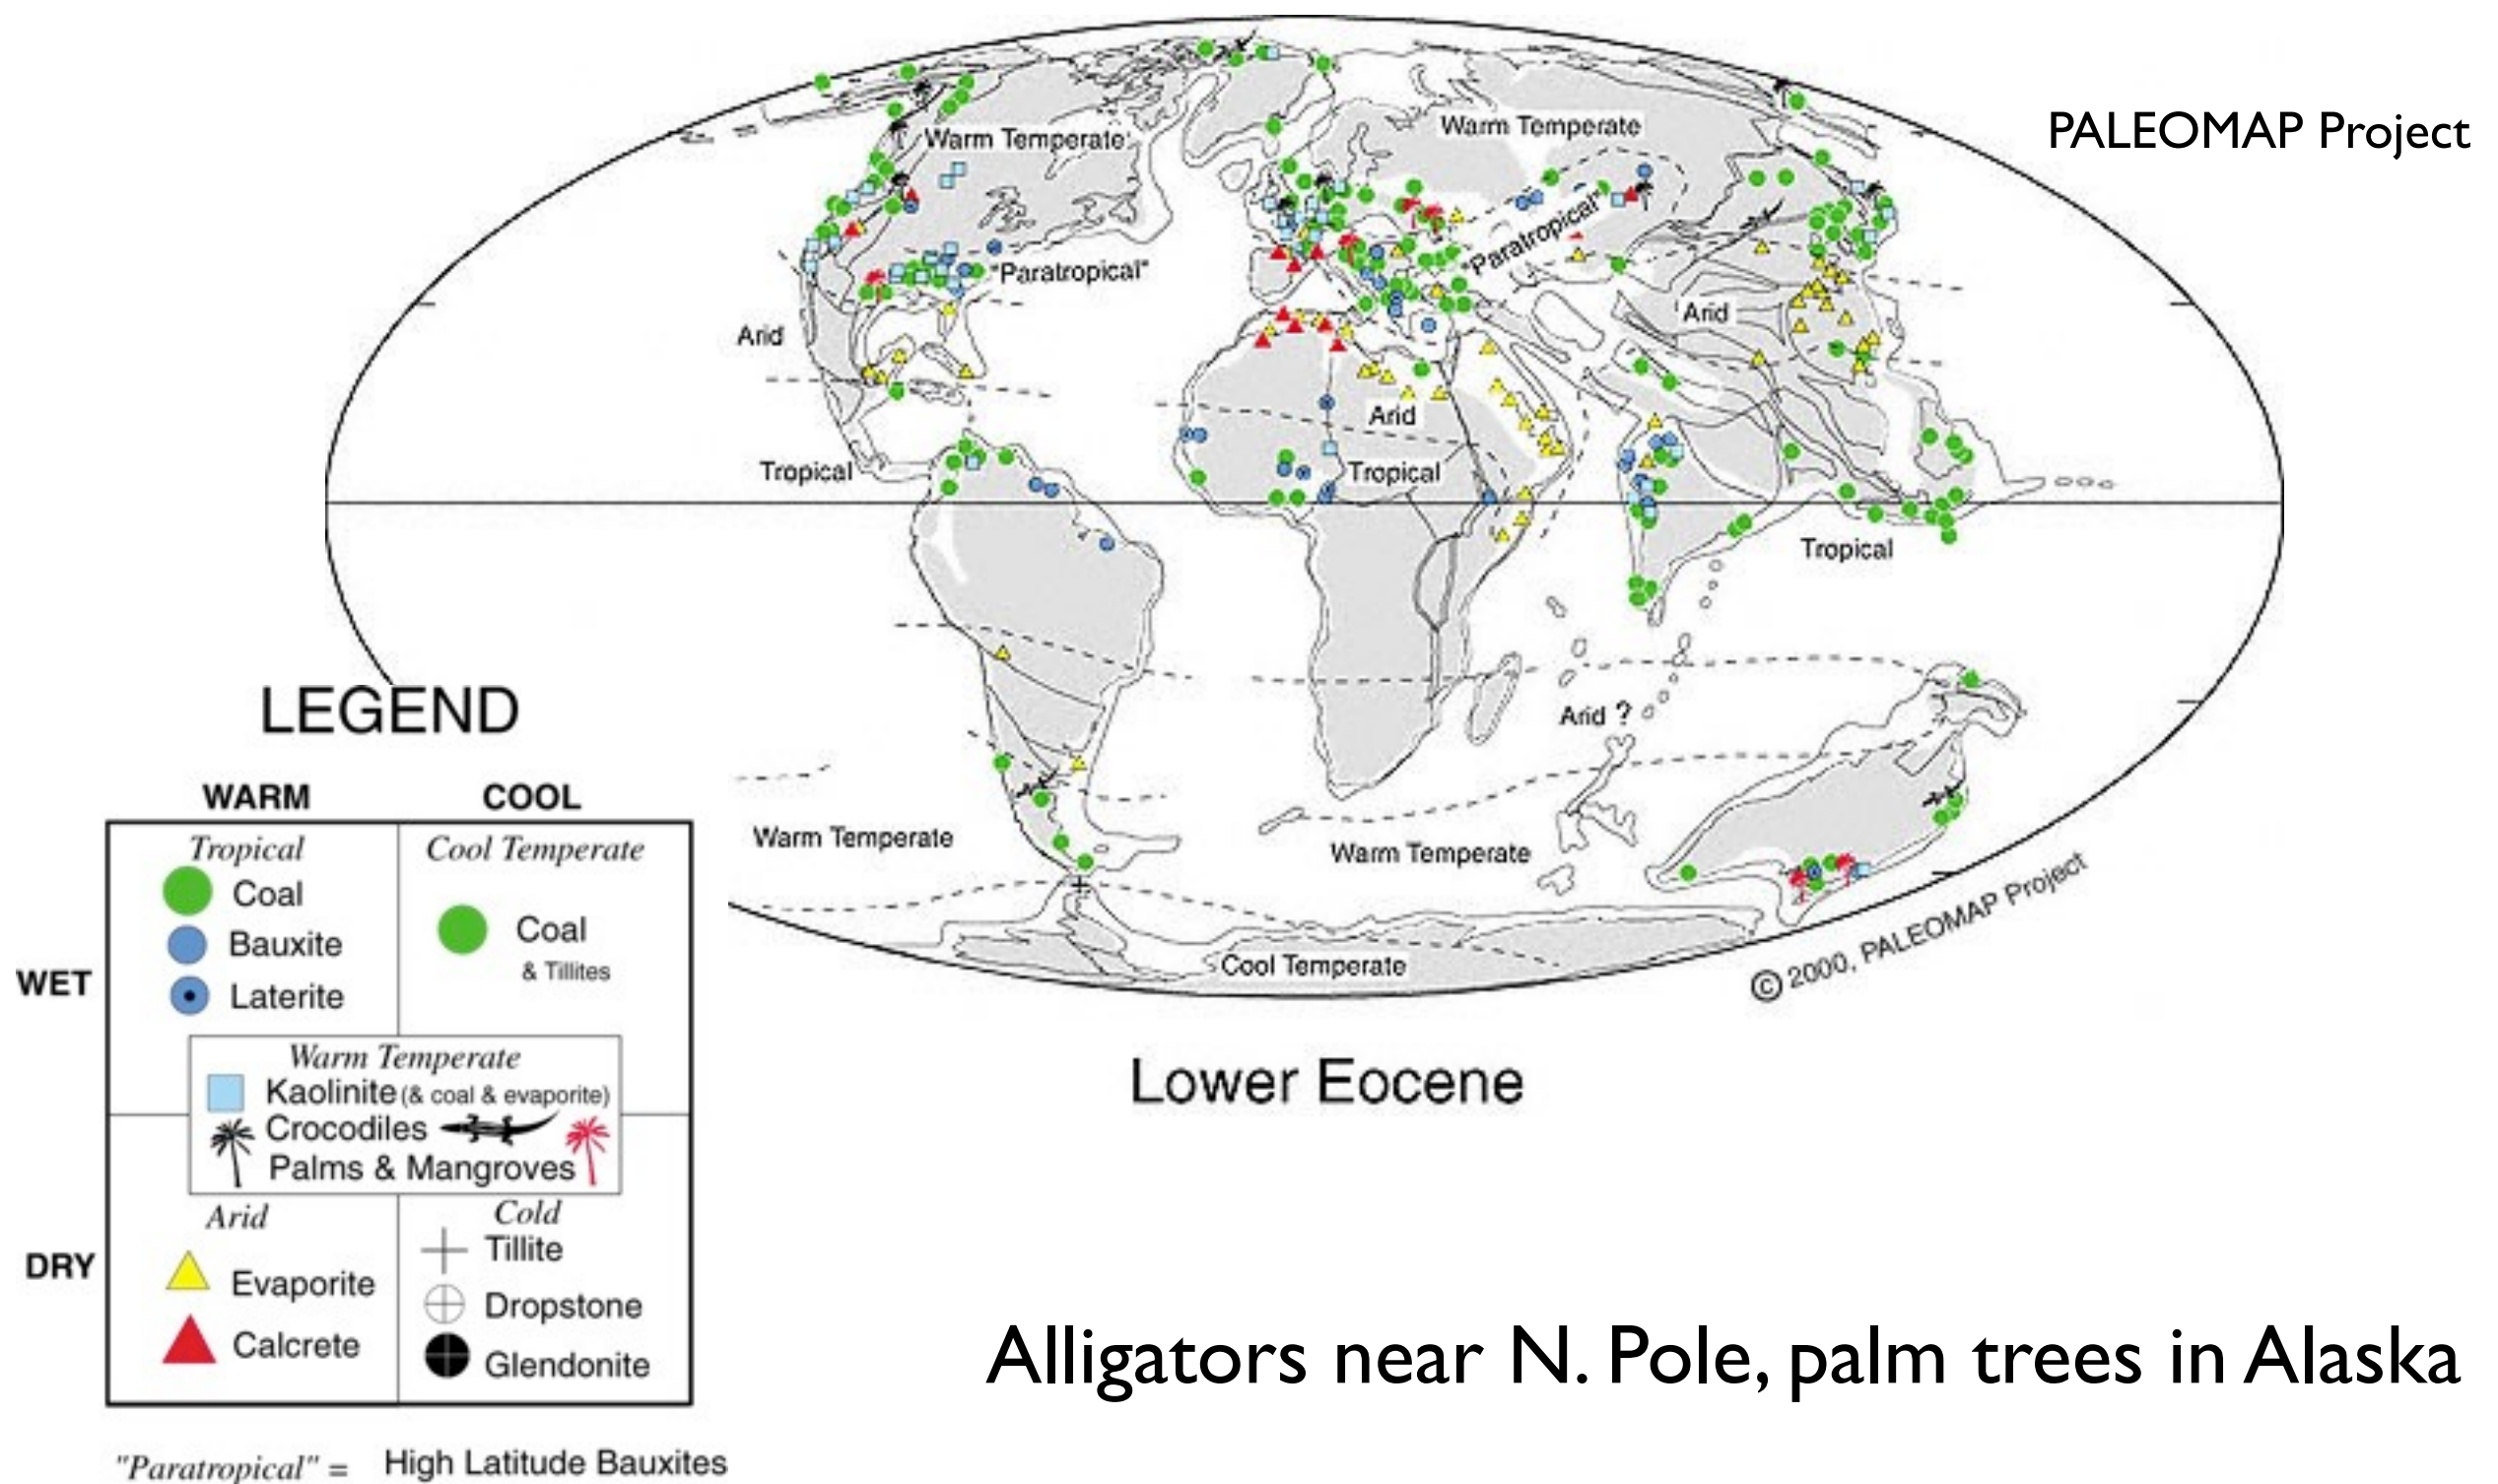 PALEOMAP Project
Warm Temperate
Warm Temperate
"Paratropical"
"Paratropical"
Arid
Arid
Arid
Tropical
Tropical
Tropical
Arid ?
Warm Temperate
Warm Temperate
Cool Temperate
© 2000, PALEOMAP Project
Lower Eocene
LEGEND
WARM
COOL
WET
DRY
Tropical
Coal
Bauxite
Laterite
Cool Temperate
Coal
& Tillites
Warm Temperate
Kaolinite (& coal & evaporite)
Crocodiles
Palms & Mangroves
Arid
Evaporite
Calcrete
Cold
Tillite
Dropstone
Glendonite
"Paratropical" = High Latitude Bauxites
Alligators near N. Pole, palm trees in Alaska